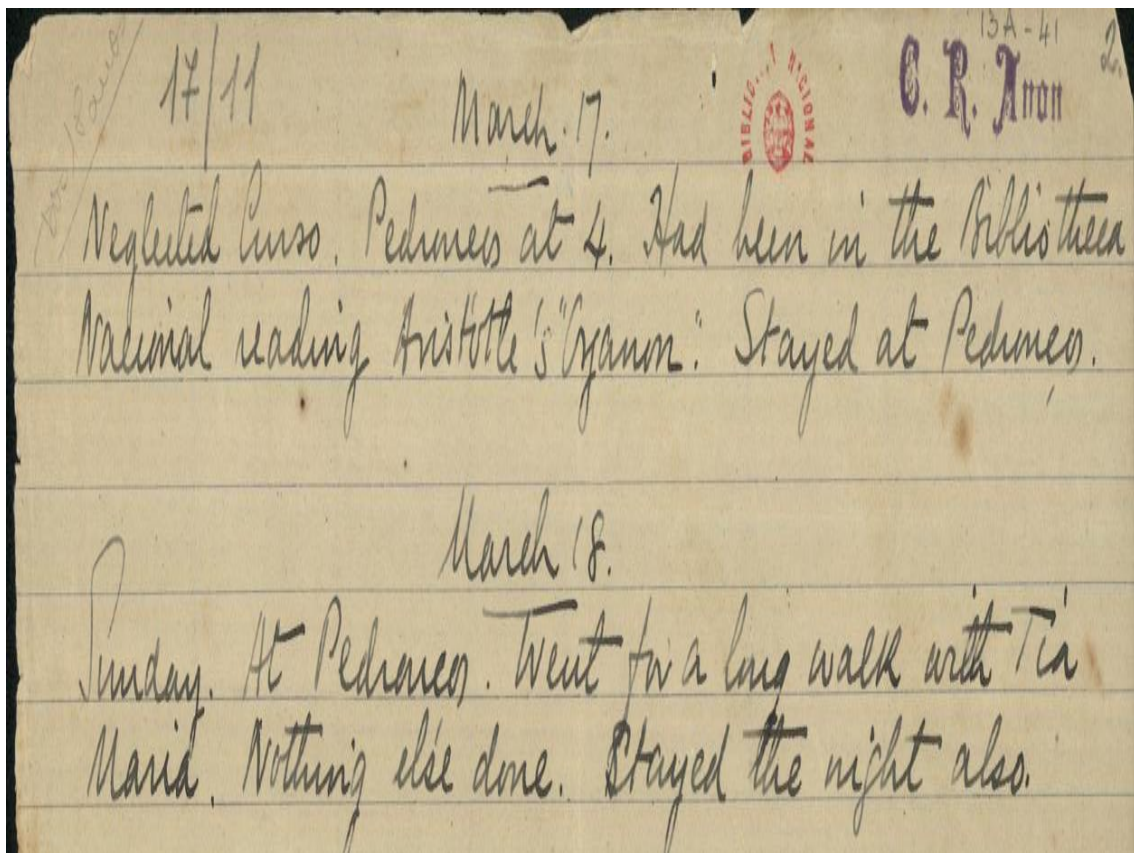 13A-41
17/11
March. 17.
BIBLIOTECA NACIONAL
C. R. Anon
2.
Neglected Curso. Pedrouços at 4. Had been in the Bibliotheca
Nacional reading Aristotle's "Organon". Stayed at Pedrouços.
March 18.
Sunday. At Pedrouços. Went for a long walk with Tia
Maria. Nothing else done. Stayed the night also.